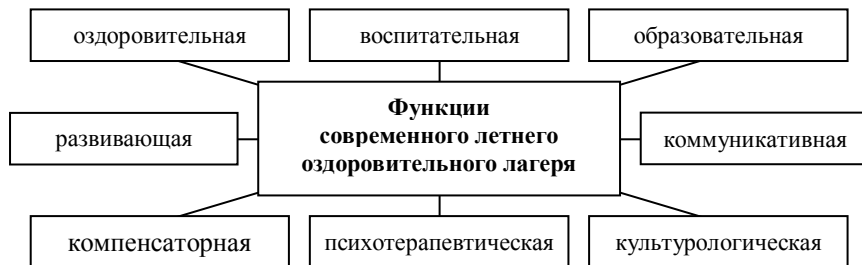 оздоровительная
воспитательная
образовательная
Функции
современного летнего
оздоровительного лагеря
развивающая
коммуникативная
компенсаторная
психотерапевтическая
культурологическая